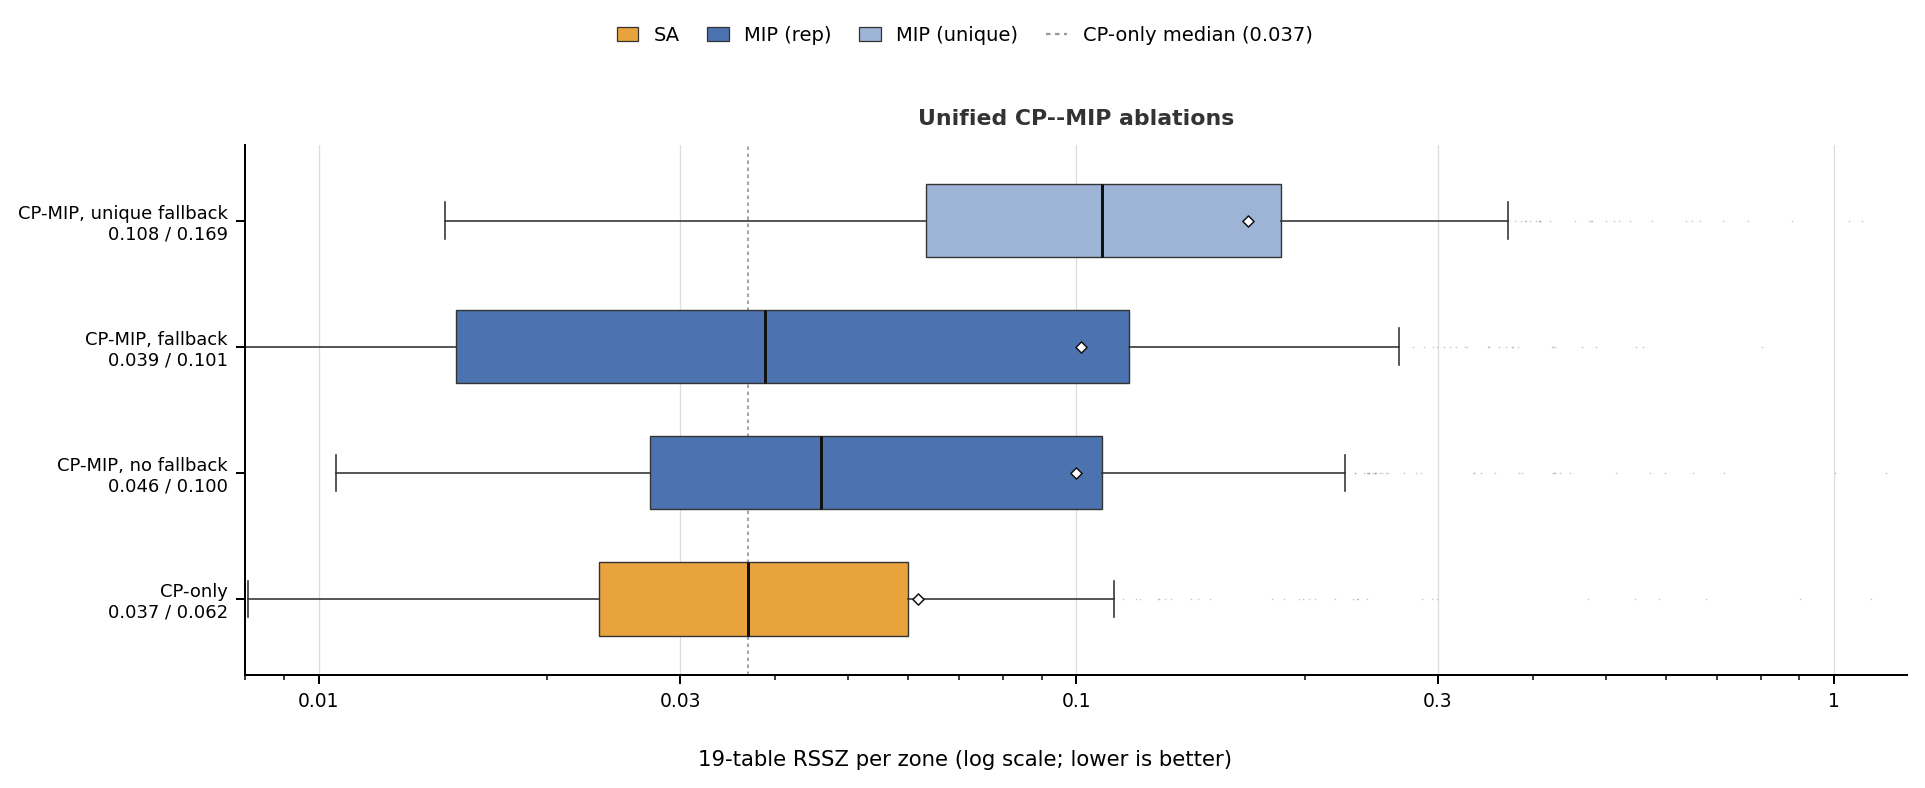 SA MIP (rep) MIP (unique) CP-only median (0.037)
Unified CP--MIP ablations
CP-MIP, unique fallback
0.108 / 0.169
CP-MIP, fallback
0.039 / 0.101
CP-MIP, no fallback
0.046 / 0.100
CP-only
0.037 / 0.062
0.01 0.03 0.1 0.3 1
19-table RSSZ per zone (log scale; lower is better)